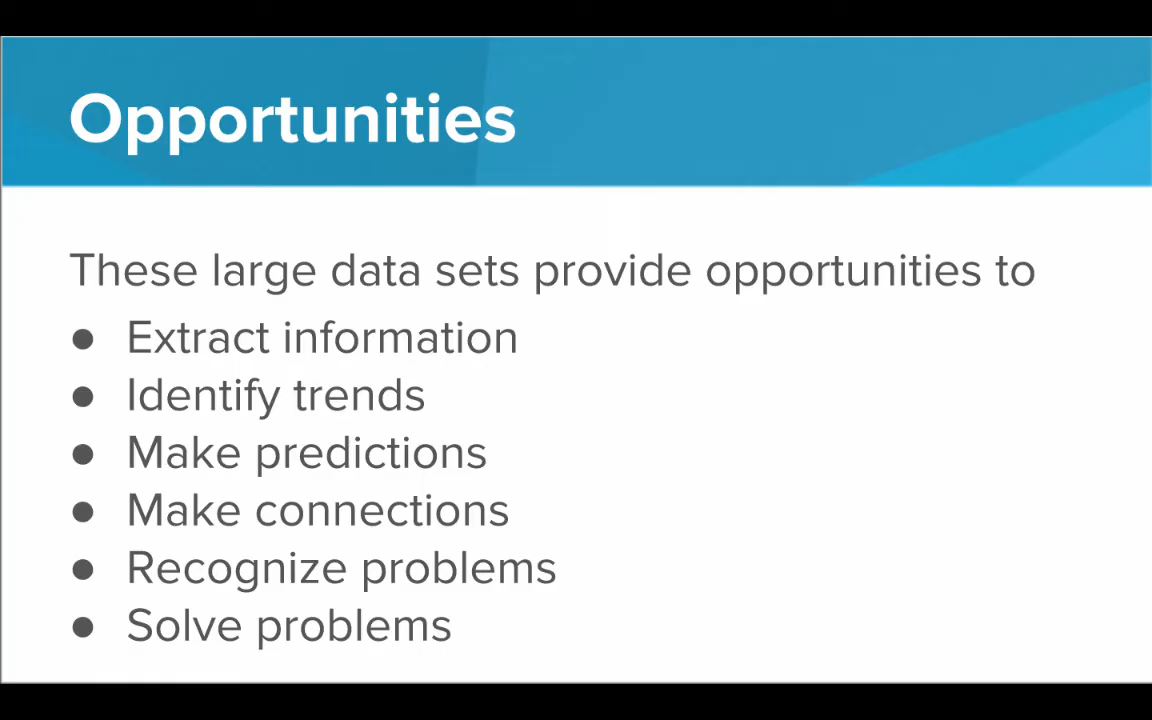 Opportunities
These large data sets provide opportunities to
● Extract information
● Identify trends
● Make predictions
● Make connections
● Recognize problems
● Solve problems